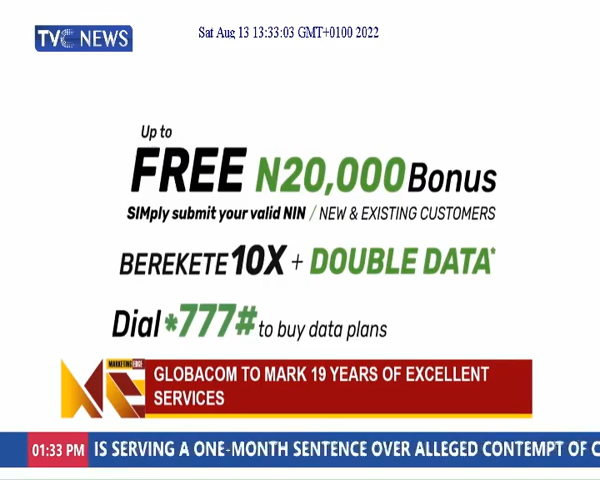 TVC NEWS
Sat Aug 13 13:33:03 GMT+0100 2022
Up to
FREE N20,000 Bonus
SIMply submit your valid NIN / NEW & EXISTING CUSTOMERS
BEREKETE 10X + DOUBLE DATA*
Dial *777# to buy data plans
MARKETING EDGE
ME
GLOBACOM TO MARK 19 YEARS OF EXCELLENT
SERVICES
01:33 PM IS SERVING A ONE-MONTH SENTENCE OVER ALLEGED CONTEMPT OF C